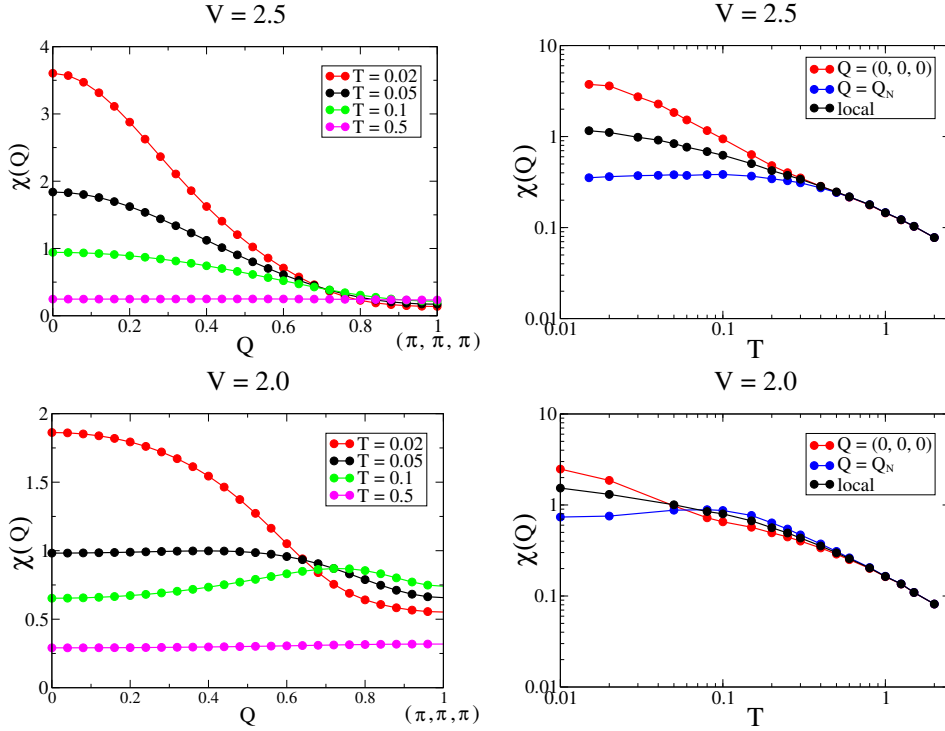 V = 2.5
χ(Q)
4
3
2
1
0
0
0.2
0.4
0.6
0.8
1
Q
(π, π, π)
T = 0.02
T = 0.05
T = 0.1
T = 0.5
χ(Q)
10
1
0.1
0.01
0.01
0.1
1
T
Q = (0, 0, 0)
Q = Q_N
local
V = 2.0
χ(Q)
2
1.5
1
0.5
0
0
0.2
0.4
0.6
0.8
1
Q
(π,π,π)
T = 0.02
T = 0.05
T = 0.1
T = 0.5
V = 2.5
V = 2.0
χ(Q)
10
1
0.1
0.01
0.01
0.1
1
T
Q = (0, 0, 0)
Q = Q_N
local